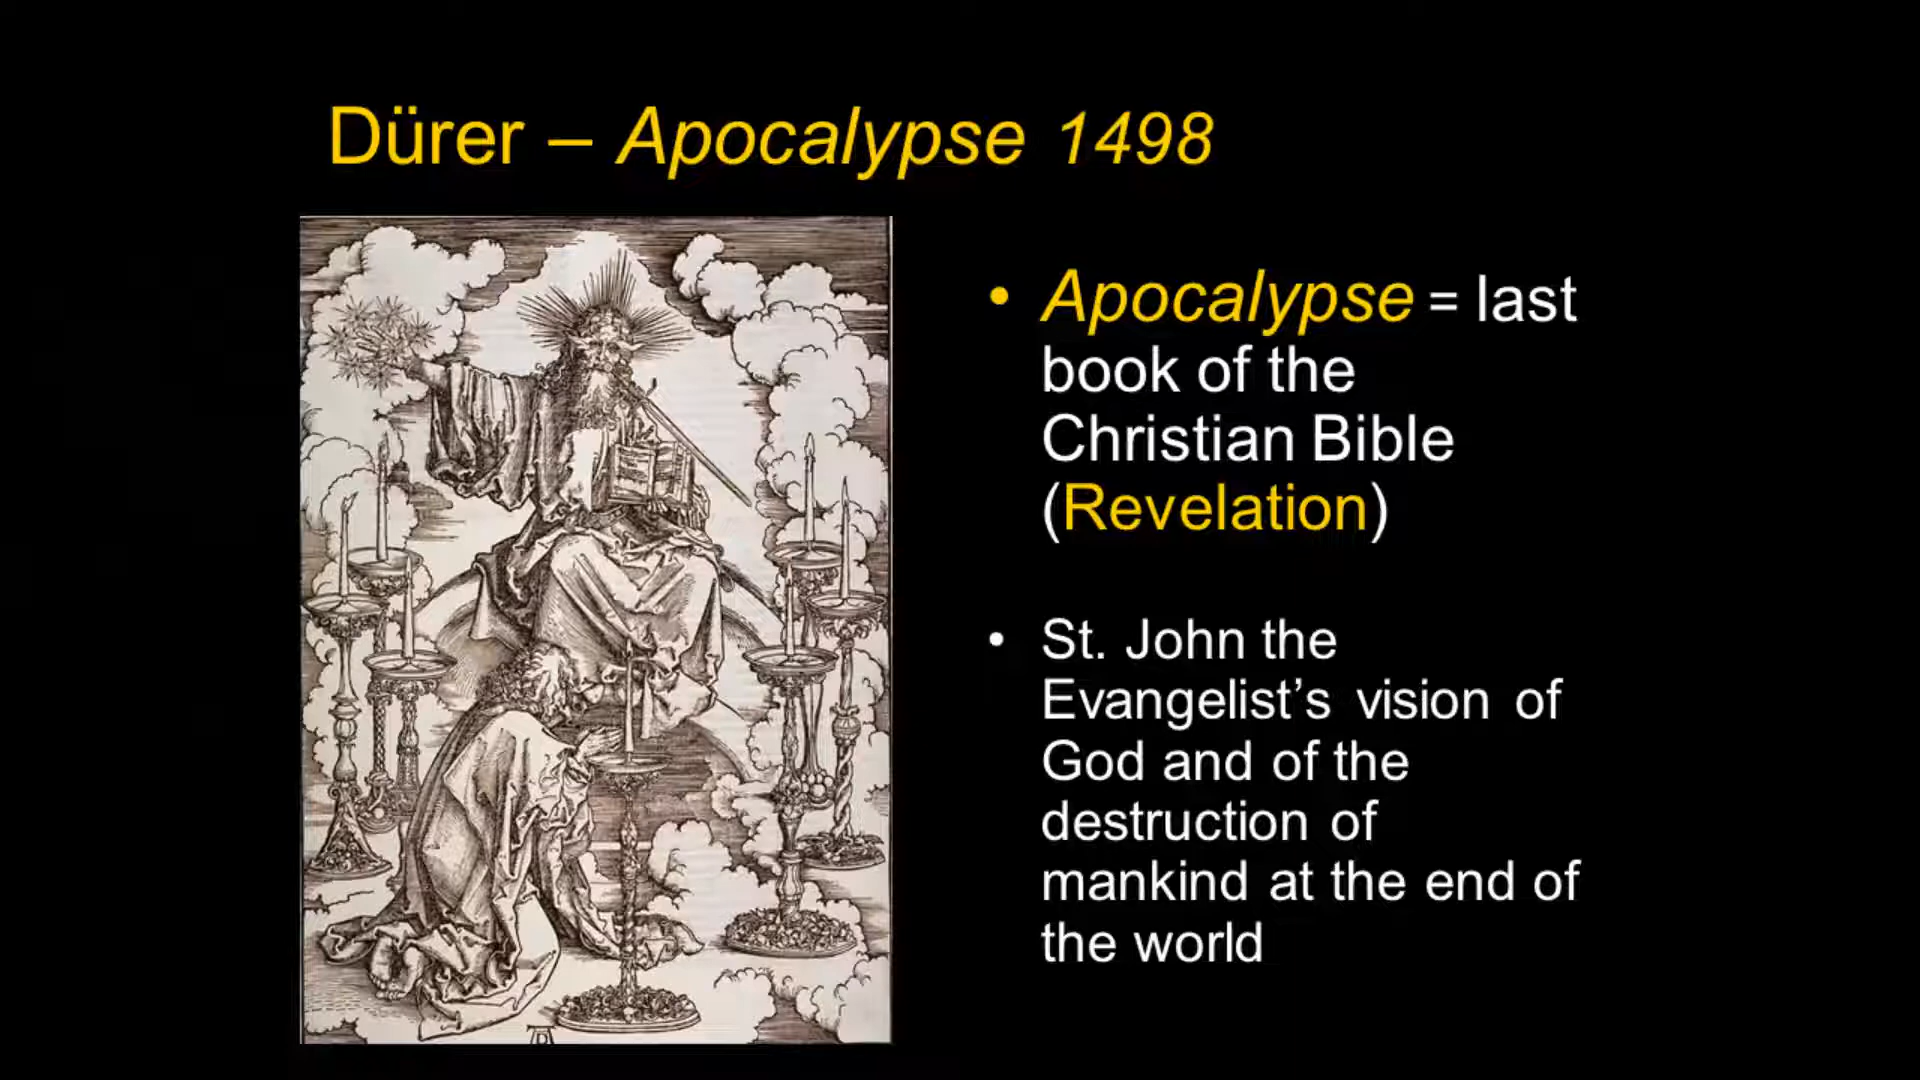 Dürer – Apocalypse 1498
• Apocalypse = last
book of the
Christian Bible
(Revelation)
• St. John the
Evangelist’s vision of
God and of the
destruction of
mankind at the end of
the world
AD